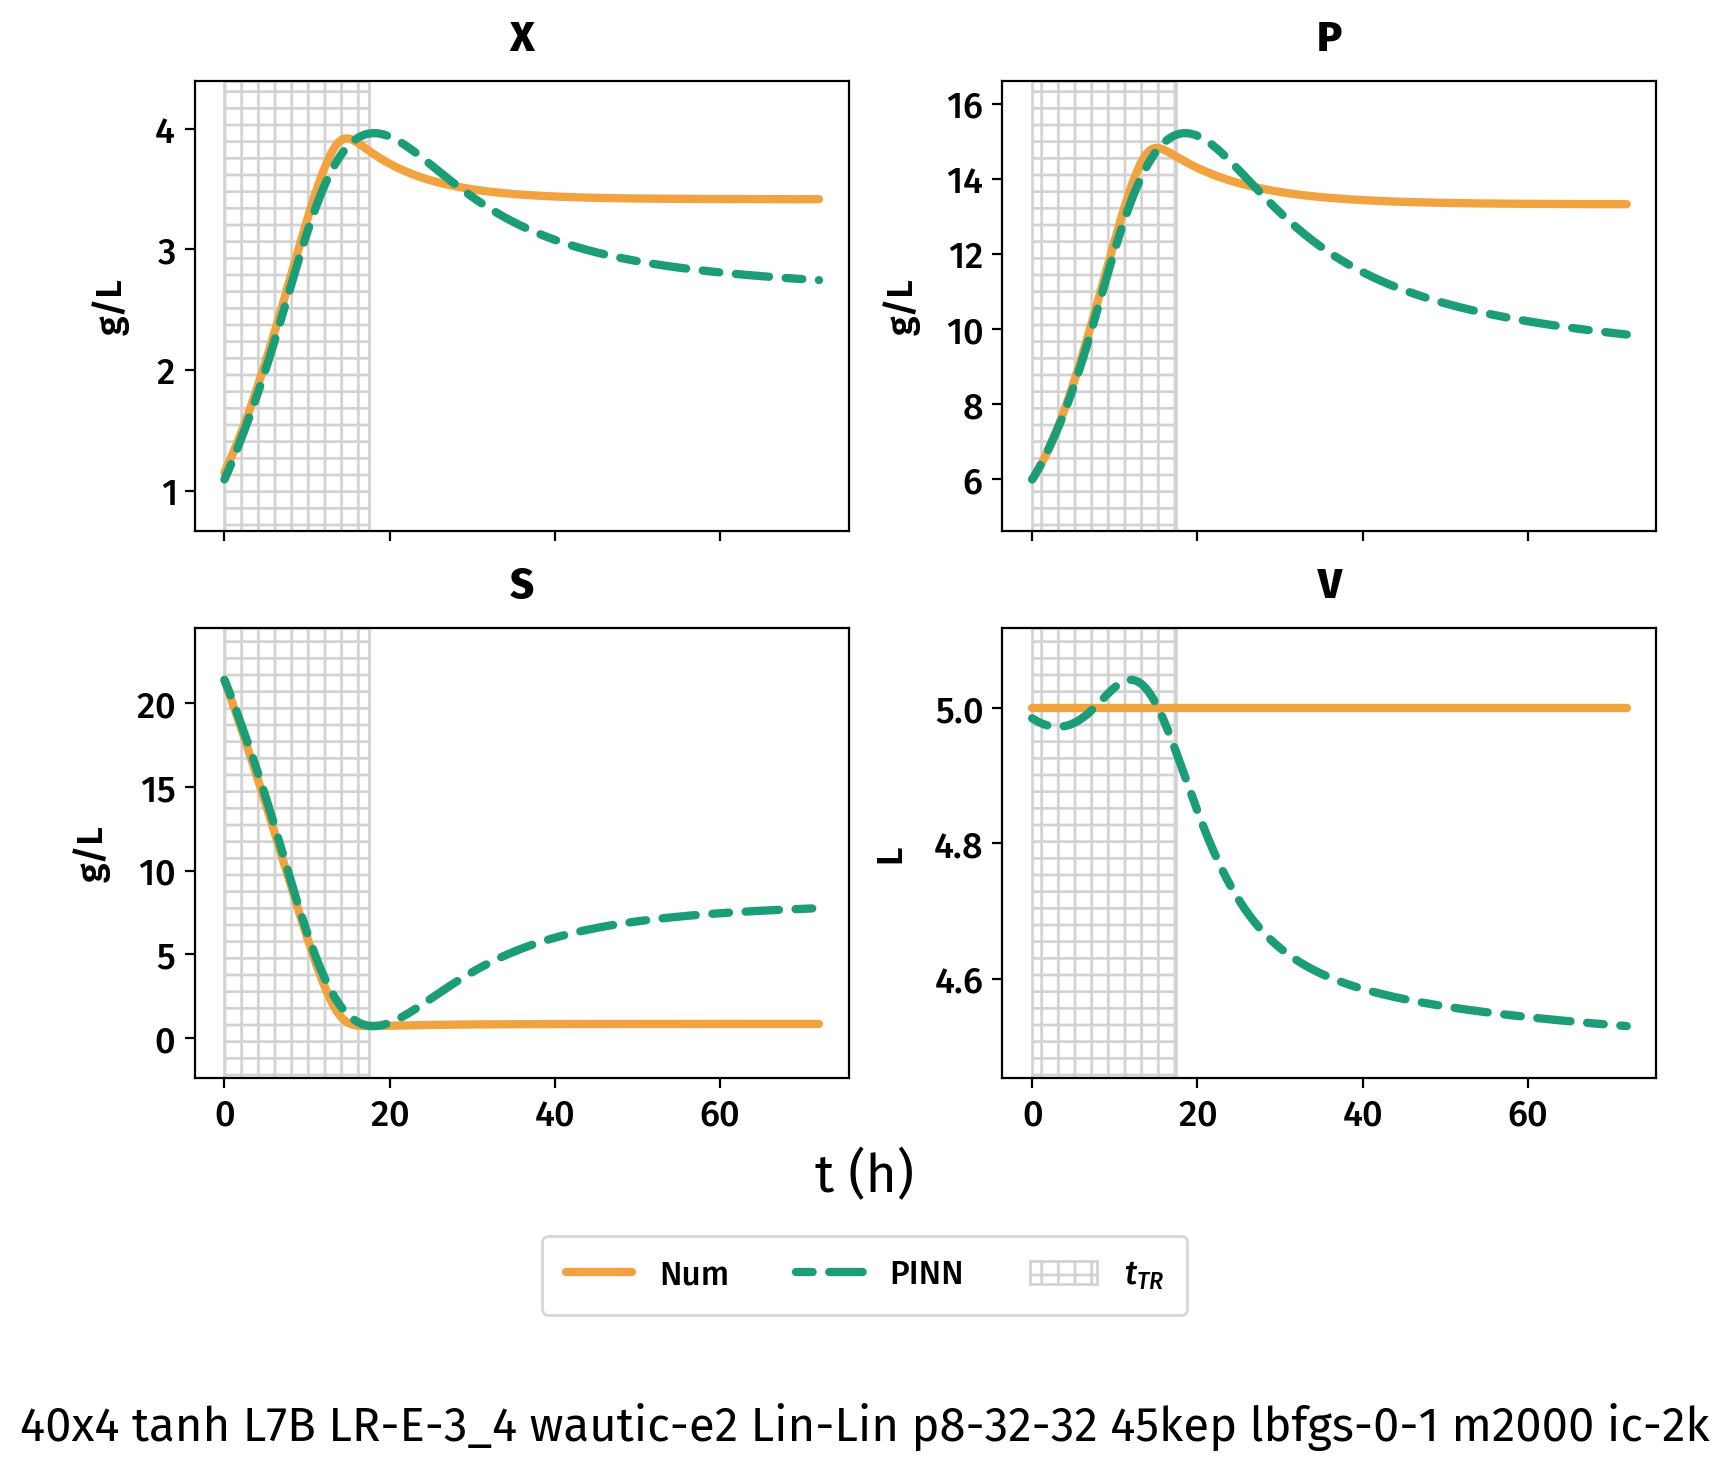 X
P
4
3
2
1
g/L
16
14
12
10
8
6
g/L
S
V
20
15
10
5
0
g/L
5.0
4.8
4.6
L
0 20 40 60
0 20 40 60
t (h)
Num PINN tTR
40x4 tanh L7B LR-E-3_4 wautic-e2 Lin-Lin p8-32-32 45kep lbfgs-0-1 m2000 ic-2k